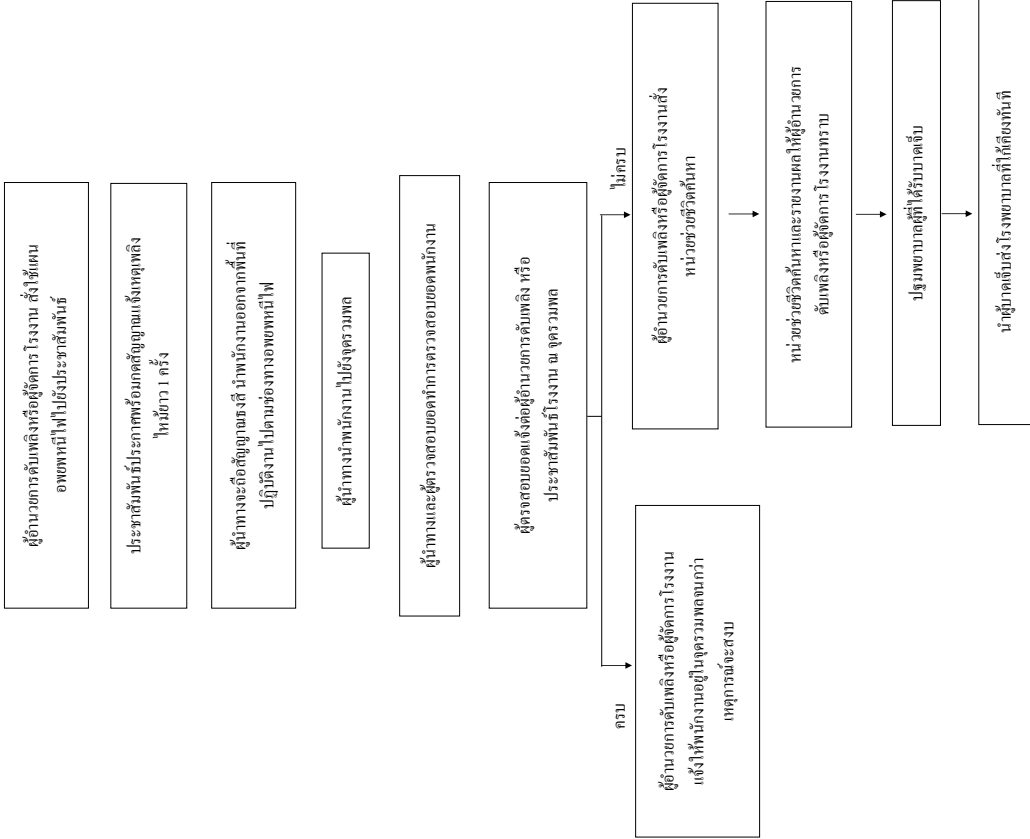 ผู้อำนวยการดับเพลิงหรือผู้จัดการโรงงาน สั่งใช้แผน
อพยพหนีไฟไปยังประชาสัมพันธ์
ประชาสัมพันธ์ประกาศพร้อมกดสัญญาณแจ้งเหตุเพลิง
ไหม้ยาว 1 ครั้ง
ผู้นำทางจะถือสัญญาณธงสี นำพนักงานออกจากพื้นที่
ปฏิบัติงานไปตามช่องทางอพยพหนีไฟ
ผู้นำทางนำพนักงานไปยังจุดรวมพล
ผู้นำทางและผู้ตรวจสอบยอดทำการตรวจสอบยอดพนักงาน
ผู้ตรวจสอบยอดแจ้งต่อผู้อำนวยการดับเพลิง หรือ
ประชาสัมพันธ์โรงงาน ณ จุดรวมพล
ครบ
ผู้อำนวยการดับเพลิงหรือผู้จัดการโรงงาน
แจ้งให้พนักงานอยู่ในจุดรวมพลจนกว่า
เหตุการณ์จะสงบ
ไม่ครบ
ผู้อำนวยการดับเพลิงหรือผู้จัดการโรงงานสั่ง
หน่วยช่วยชีวิตค้นหา
หน่วยช่วยชีวิตค้นหาและรายงานผลให้ผู้อำนวยการ
ดับเพลิงหรือผู้จัดการโรงงานทราบ
ปฐมพยาบาลผู้ที่ได้รับบาดเจ็บ
นำผู้บาดเจ็บส่งโรงพยาบาลที่ใกล้เคียงทันที